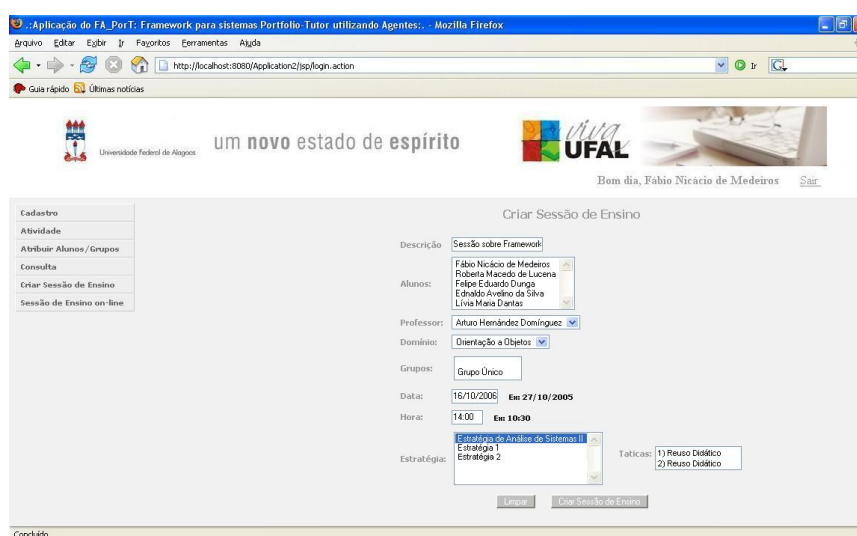 .:Aplicação do FA_PorT: Framework para sistemas Portfolio-Tutor utilizando Agentes:. - Mozilla Firefox
Arquivo Editar Exibir Ir Favoritos Ferramentas Ajuda
http://localhost:8080/Application2/jsp/login.action
Ir
G
Guia rápido Últimas notícias
Universidade Federal de Alagoas
um novo estado de espírito
viva
UFAL
Bom dia, Fábio Nicácio de Medeiros Sair
Cadastro
Atividade
Atribuir Alunos/Grupos
Consulta
Criar Sessão de Ensino
Sessão de Ensino on-line
Criar Sessão de Ensino
Descrição Sessão sobre Framework
Alunos:
Fábio Nicácio de Medeiros
Roberta Macedo de Lucena
Felipe Eduardo Dunga
Ednaldo Avelino da Silva
Lívia Maria Dantas
Professor: Arturo Hernández Domínguez
Domínio: Orientação a Objetos
Grupos: Grupo Único
Data: 16/10/2006 Ex: 27/10/2005
Hora: 14:00 Ex: 10:30
Estratégia:
Estratégia de Análise de Sistemas II
Estratégia 1
Estratégia 2
Taticas:
1) Reuso Didático
2) Reuso Didático
Limpar Criar Sessão de Ensino
Concluído